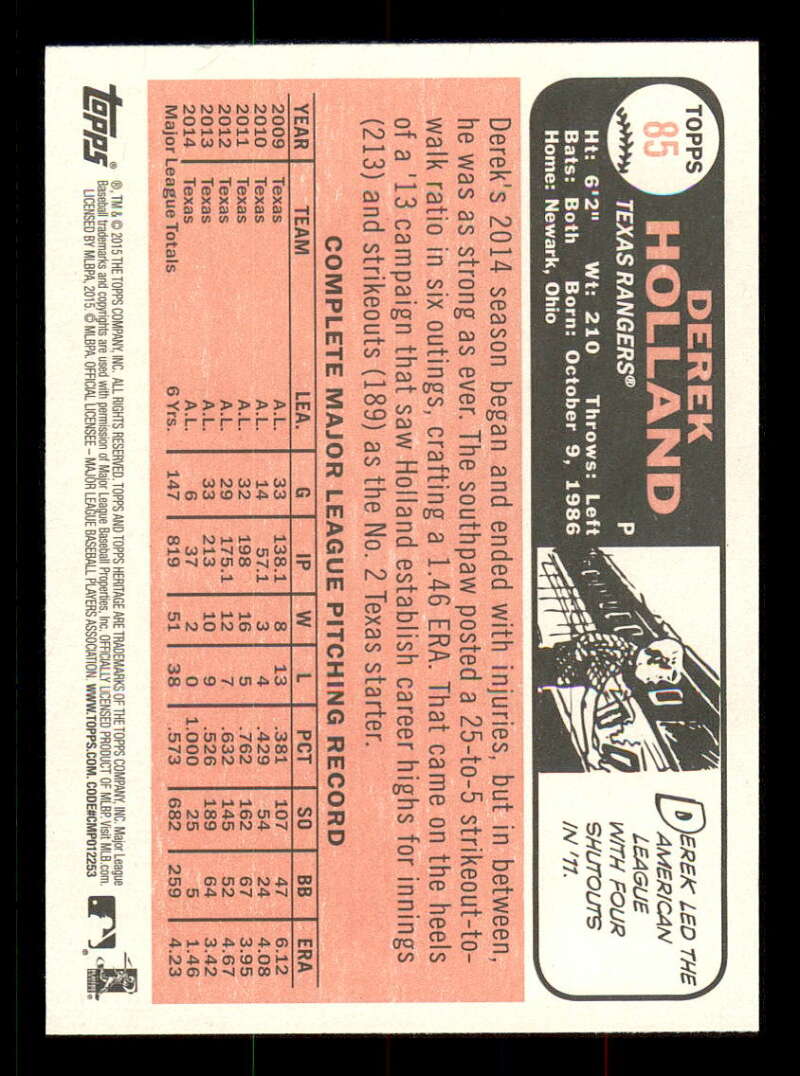 TOPPS
85
DEREK
HOLLAND
TEXAS RANGERS® P
Ht: 6'2" Wt: 210 Throws: Left
Bats: Both Born: October 9, 1986
Home: Newark, Ohio
DEREK LED THE
AMERICAN
LEAGUE
WITH FOUR
SHUTOUTS
IN '11.
Derek's 2014 season began and ended with injuries, but in between,
he was as strong as ever. The southpaw posted a 25-to-5 strikeout-to-
walk ratio in six outings, crafting a 1.46 ERA. That came on the heels
of a '13 campaign that saw Holland establish career highs for innings
(213) and strikeouts (189) as the No. 2 Texas starter.
COMPLETE MAJOR LEAGUE PITCHING RECORD
YEAR TEAM LEA. G IP W L PCT SO BB ERA
2009 Texas A.L. 33 138.1 8 13 .381 107 47 6.12
2010 Texas A.L. 14 57.1 3 4 .429 54 24 4.08
2011 Texas A.L. 32 198 16 5 .762 162 67 3.95
2012 Texas A.L. 29 175.1 12 7 .632 145 52 4.67
2013 Texas A.L. 33 213 10 9 .526 189 64 3.42
2014 Texas A.L. 6 37 2 0 1.000 25 5 1.46
Major League Totals 6 Yrs. 147 819 51 38 .573 682 259 4.23
topps®
®, TM & © 2015 THE TOPPS COMPANY, INC. ALL RIGHTS RESERVED. TOPPS AND TOPPS HERITAGE ARE TRADEMARKS OF THE TOPPS COMPANY, INC. Major League
Baseball trademarks and copyrights are used with permission of Major League Baseball Properties, Inc. OFFICIALLY LICENSED PRODUCT OF MLBP. Visit MLB.com.
LICENSED BY MLBPA, 2015. © MLBPA. OFFICIAL LICENSEE – MAJOR LEAGUE BASEBALL PLAYERS ASSOCIATION. WWW.TOPPS.COM. CODE#CMP012253